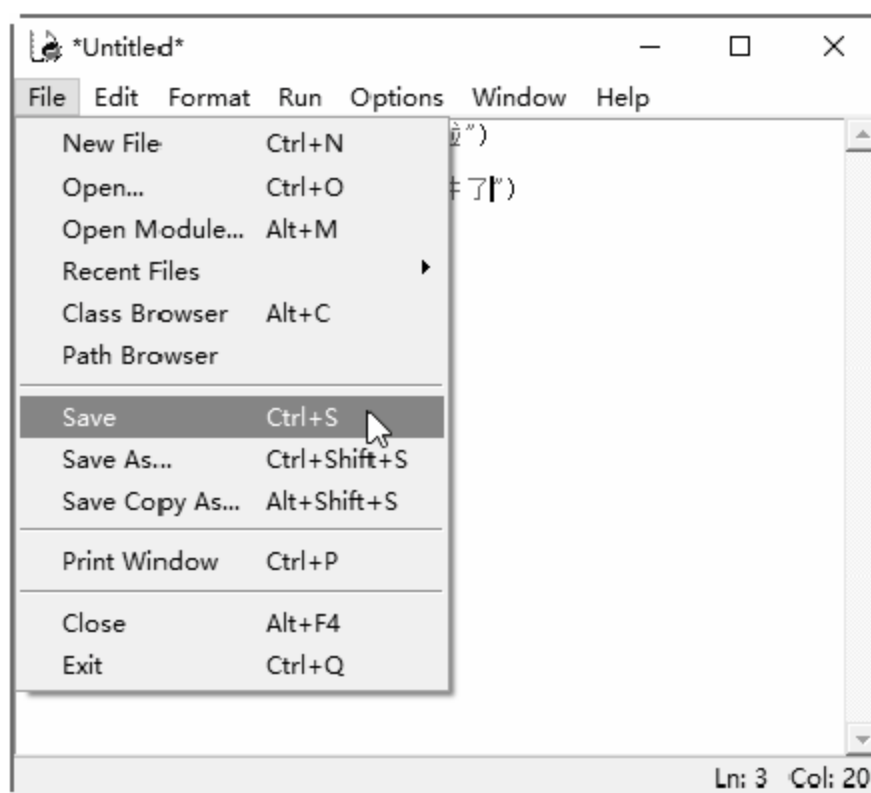 *Untitled*
File Edit Format Run Options Window Help
New File Ctrl+N
Open... Ctrl+O
Open Module... Alt+M
Recent Files
Class Browser Alt+C
Path Browser
Save Ctrl+S
Save As... Ctrl+Shift+S
Save Copy As... Alt+Shift+S
Print Window Ctrl+P
Close Alt+F4
Exit Ctrl+Q
")
了")
Ln: 3 Col: 20